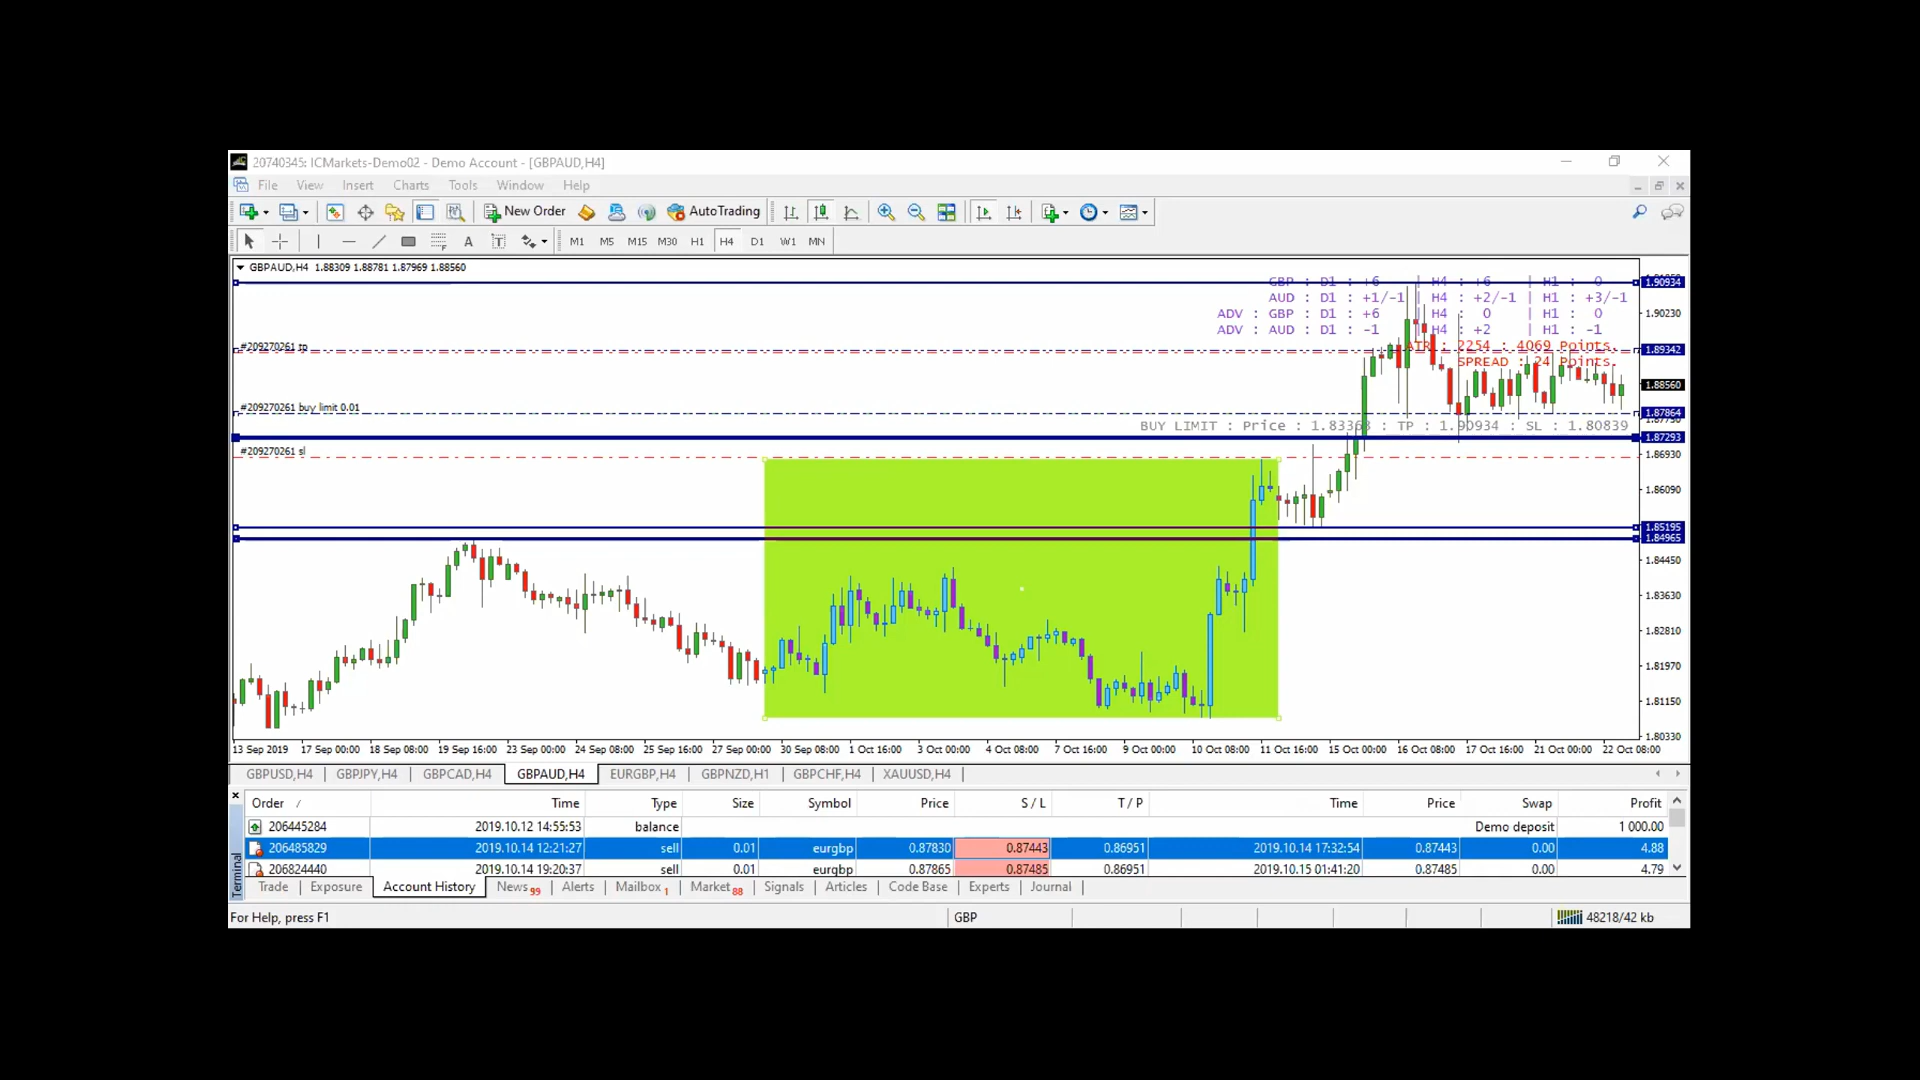 20740345: ICMarkets-Demo02 - Demo Account - [GBPAUD,H4]
File View Insert Charts Tools Window Help
New Order AutoTrading
A T M1 M5 M15 M30 H1 H4 D1 W1 MN
GBPAUD,H4 1.88309 1.88781 1.87969 1.88560
GBP : D1 : +6 | H4 : +6 | H1 : 0
1.90934
AUD : D1 : +1/-1 | H4 : +2/-1 | H1 : +3/-1
ADV : GBP : D1 : +6 | H4 : 0 | H1 : 0
1.90230
ADV : AUD : D1 : -1 | H4 : +2 | H1 : -1
#209270261 tp
ATR : 2254 : 4069 Points.
1.89342
SPREAD : 24 Points.
1.88560
#209270261 buy limit 0.01
1.87864
BUY LIMIT : Price : 1.83363 : TP : 1.90934 : SL : 1.80839
1.87293
#209270261 sl
1.86930
1.86090
1.85195
1.84965
1.84450
1.83630
1.82810
1.81970
1.81150
1.80330
13 Sep 2019 17 Sep 00:00 18 Sep 08:00 19 Sep 16:00 23 Sep 00:00 24 Sep 08:00 25 Sep 16:00 27 Sep 00:00 30 Sep 08:00 1 Oct 16:00 3 Oct 00:00 4 Oct 08:00 7 Oct 16:00 9 Oct 00:00 10 Oct 08:00 11 Oct 16:00 15 Oct 00:00 16 Oct 08:00 17 Oct 16:00 21 Oct 00:00 22 Oct 08:00
GBPUSD,H4 | GBPJPY,H4 | GBPCAD,H4 | GBPAUD,H4 | EURGBP,H4 | GBPNZD,H1 | GBPCHF,H4 | XAUUSD,H4 |
Order / Time Type Size Symbol Price S / L T / P Time Price Swap Profit
206445284 2019.10.12 14:55:53 balance Demo deposit 1 000.00
206485829 2019.10.14 12:21:27 sell 0.01 eurgbp 0.87830 0.87443 0.86951 2019.10.14 17:32:54 0.87443 0.00 4.88
206824440 2019.10.14 19:20:37 sell 0.01 eurgbp 0.87865 0.87485 0.86951 2019.10.15 01:41:20 0.87485 0.00 4.79
Terminal
Trade | Exposure | Account History | News 99 | Alerts | Mailbox 1 | Market 88 | Signals | Articles | Code Base | Experts | Journal |
For Help, press F1 GBP 48218/42 kb